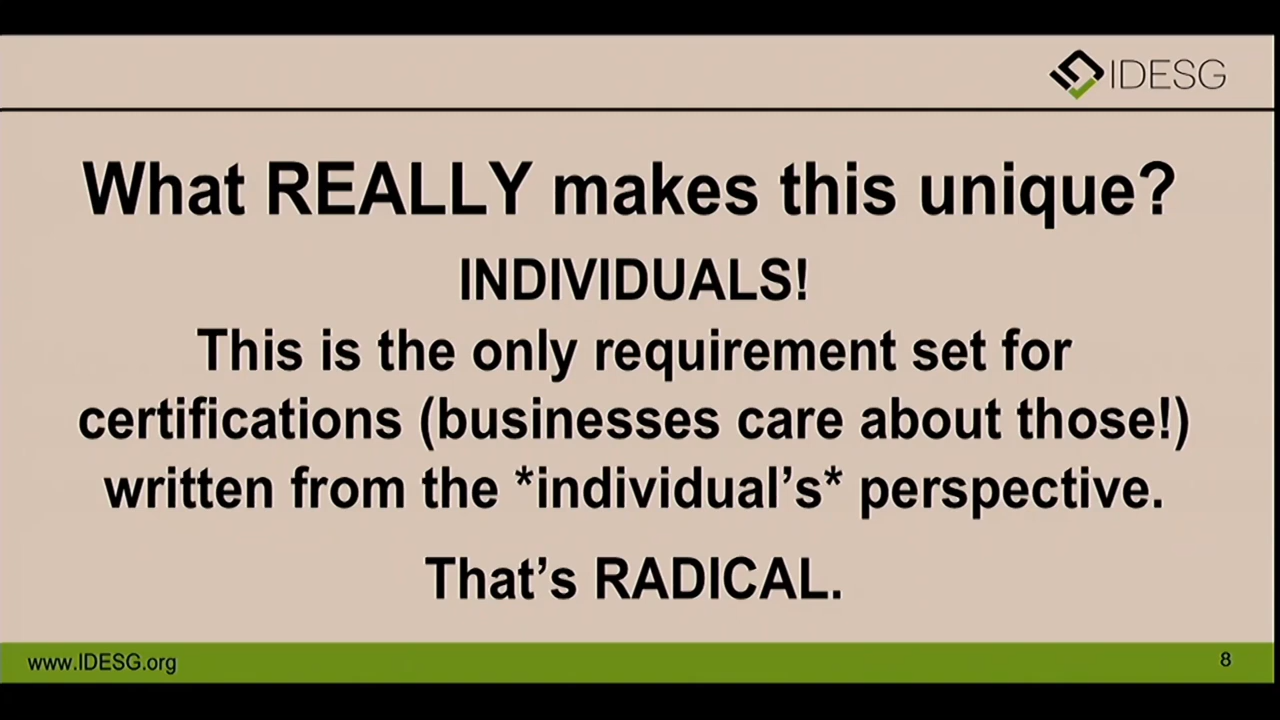 IDESG
What REALLY makes this unique?
INDIVIDUALS!
This is the only requirement set for
certifications (businesses care about those!)
written from the *individual’s* perspective.
That’s RADICAL.
www.IDESG.org
8